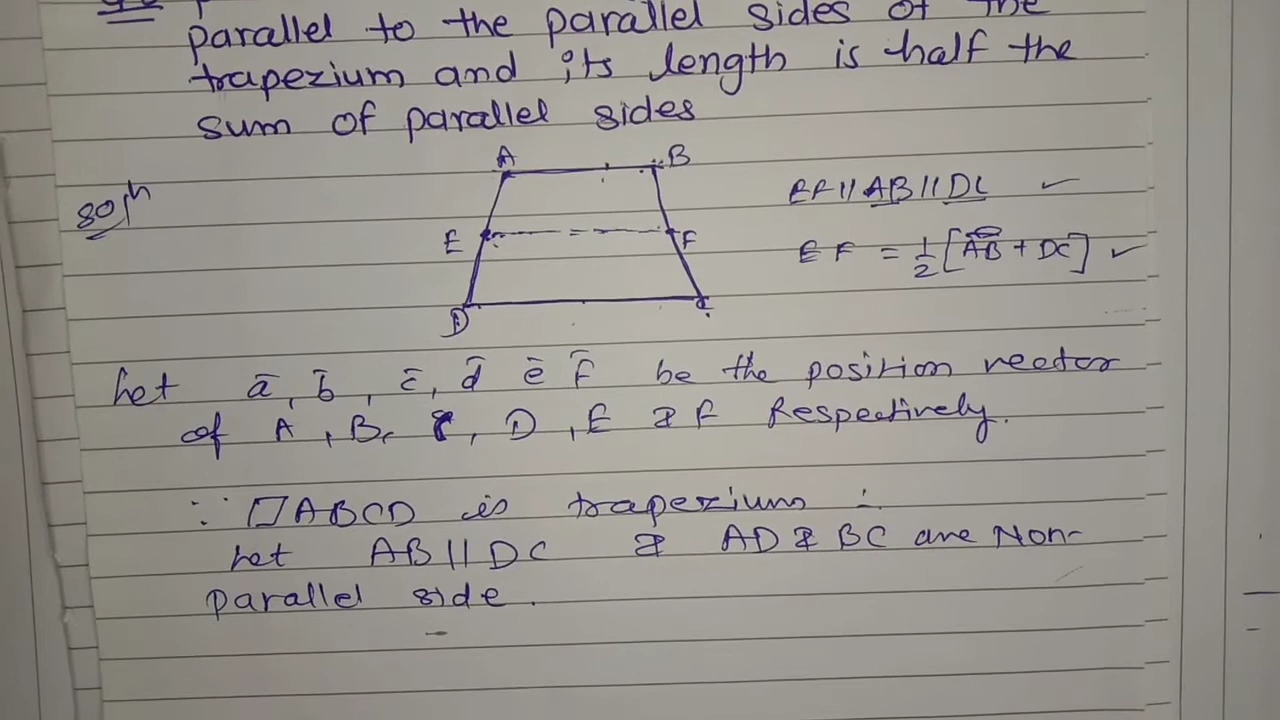 parallel to the parallel sides of the
trapezium and its length is half the
sum of parallel sides
Soln
A
B
E
F
D
C
EF || AB || DC ✓
EF = 1/2 [AB + DC] ✓
Let ā, b̄, c̄, d̄ ē f̄ be the position vector
of A, B, C, D, E & F Respectively.
∵ □ABCD is trapezium ∴
Let AB || DC & AD & BC are Non-
parallel side.